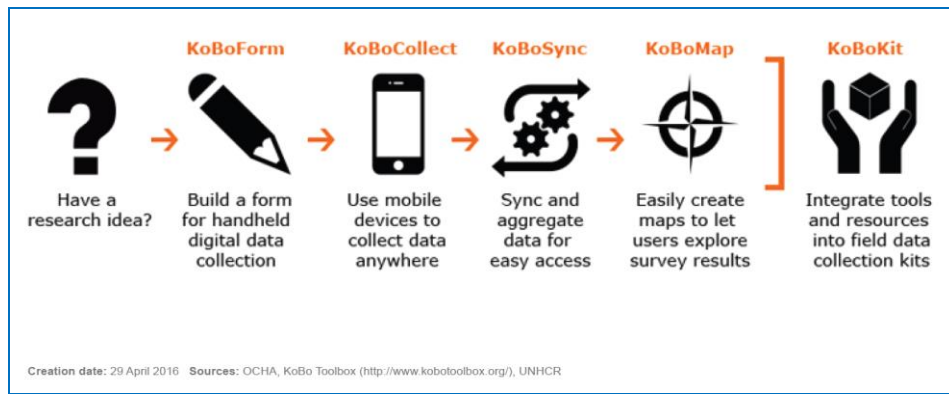 KoBoForm
KoBoCollect
KoBoSync
KoBoMap
KoBoKit
Have a
research idea?
Build a form
for handheld
digital data
collection
Use mobile
devices to
collect data
anywhere
Sync and
aggregate
data for
easy access
Easily create
maps to let
users explore
survey results
Integrate tools
and resources
into field data
collection kits
Creation date: 29 April 2016 Sources: OCHA, KoBo Toolbox (http://www.kobotoolbox.org/), UNHCR